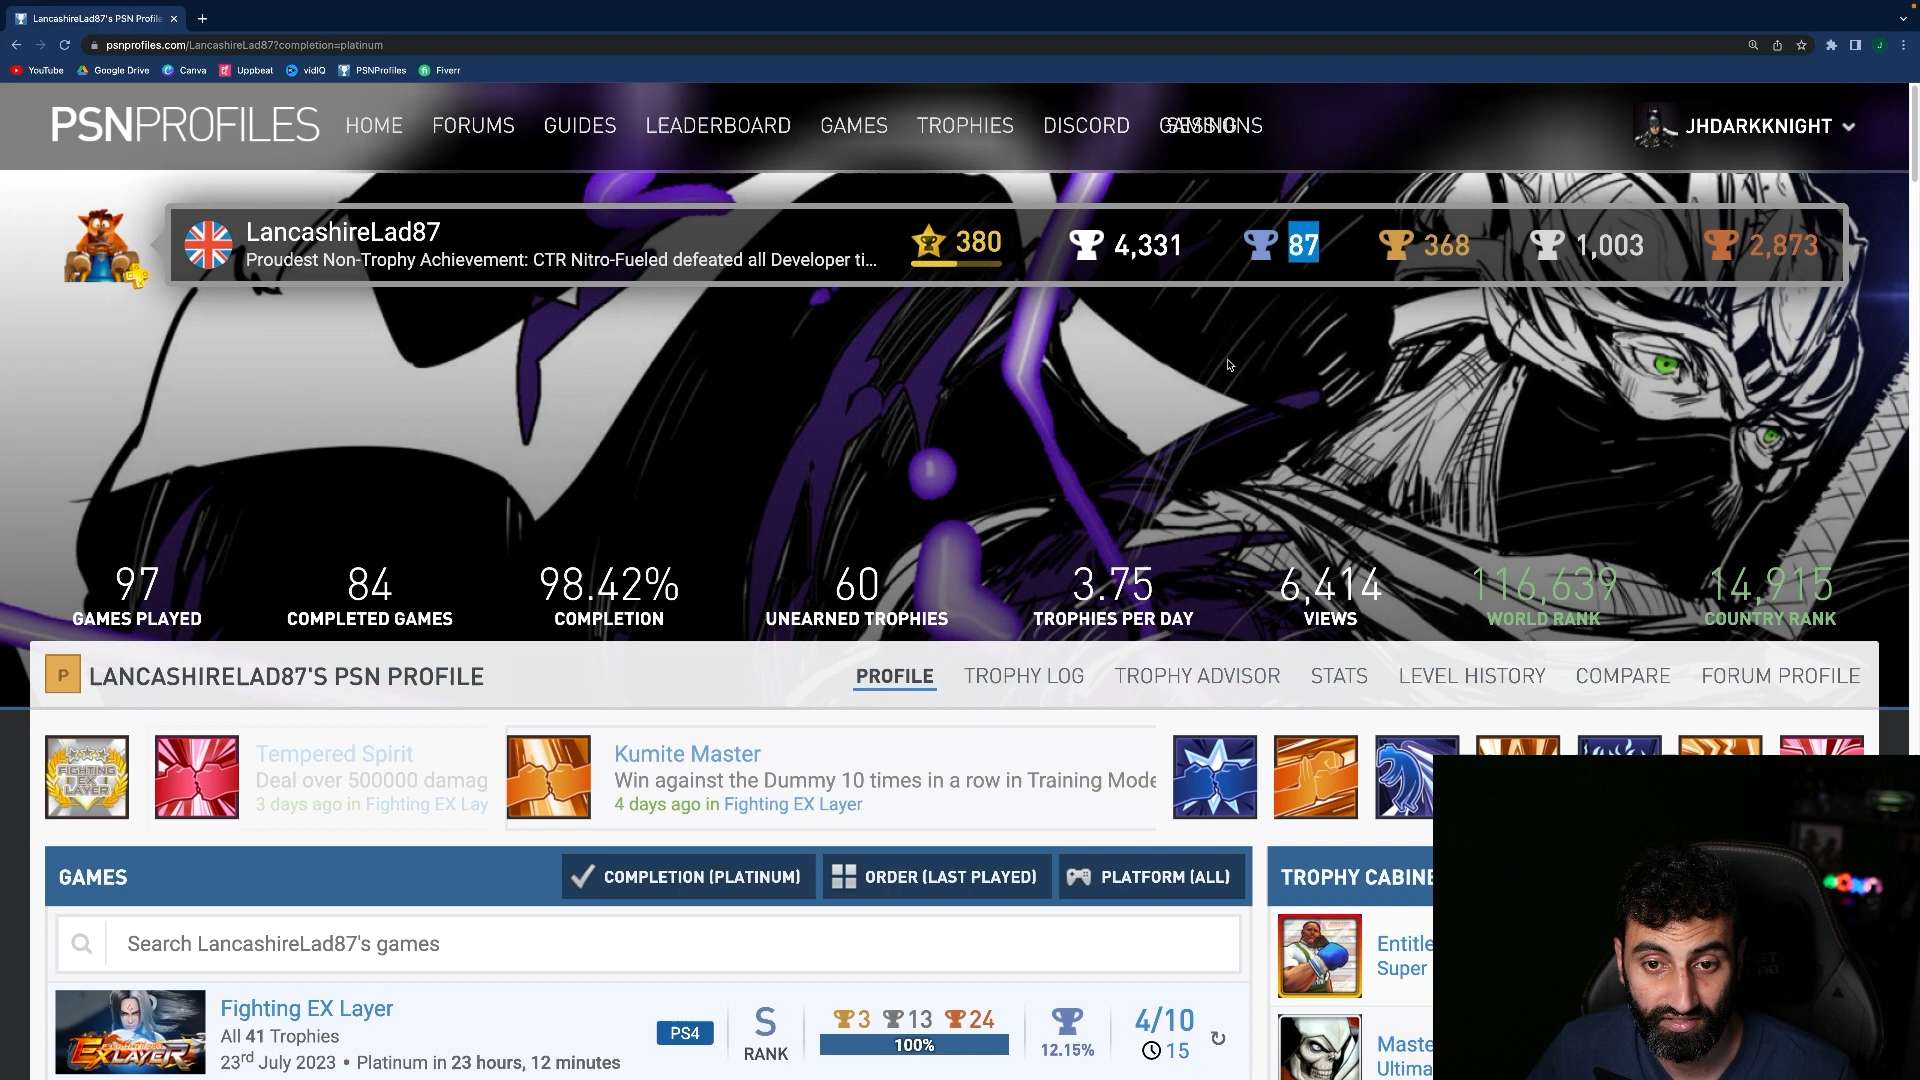 LancashireLad87's PSN Profile
psnprofiles.com/LancashireLad87?completion=platinum
J
YouTube
Google Drive
Canva
Uppbeat
vidIQ
PSNProfiles
Fiverr
PSNPROFILES
HOME
FORUMS
GUIDES
LEADERBOARD
GAMES
TROPHIES
DISCORD
JHDARKKNIGHT
LancashireLad87
Proudest Non-Trophy Achievement: CTR Nitro-Fueled defeated all Developer ti...
380
4,331
87
368
1,003
2,873
97
GAMES PLAYED
84
COMPLETED GAMES
98.42%
COMPLETION
60
UNEARNED TROPHIES
3.75
TROPHIES PER DAY
6,414
VIEWS
116,639
WORLD RANK
14,915
COUNTRY RANK
P
LANCASHIRELAD87'S PSN PROFILE
PROFILE
TROPHY LOG
TROPHY ADVISOR
STATS
LEVEL HISTORY
COMPARE
FORUM PROFILE
FIGHTING EX LAYER
Tempered Spirit
Deal over 500000 damag
3 days ago in Fighting EX Lay
Kumite Master
Win against the Dummy 10 times in a row in Training Mode
4 days ago in Fighting EX Layer
GAMES
COMPLETION (PLATINUM)
ORDER (LAST PLAYED)
PLATFORM (ALL)
TROPHY CABINE
Search LancashireLad87's games
Entitle
Super
EXLAYER
Fighting EX Layer
All 41 Trophies
23rd July 2023 • Platinum in 23 hours, 12 minutes
PS4
S
RANK
3
13
24
100%
12.15%
4/10
15
Maste
Ultima